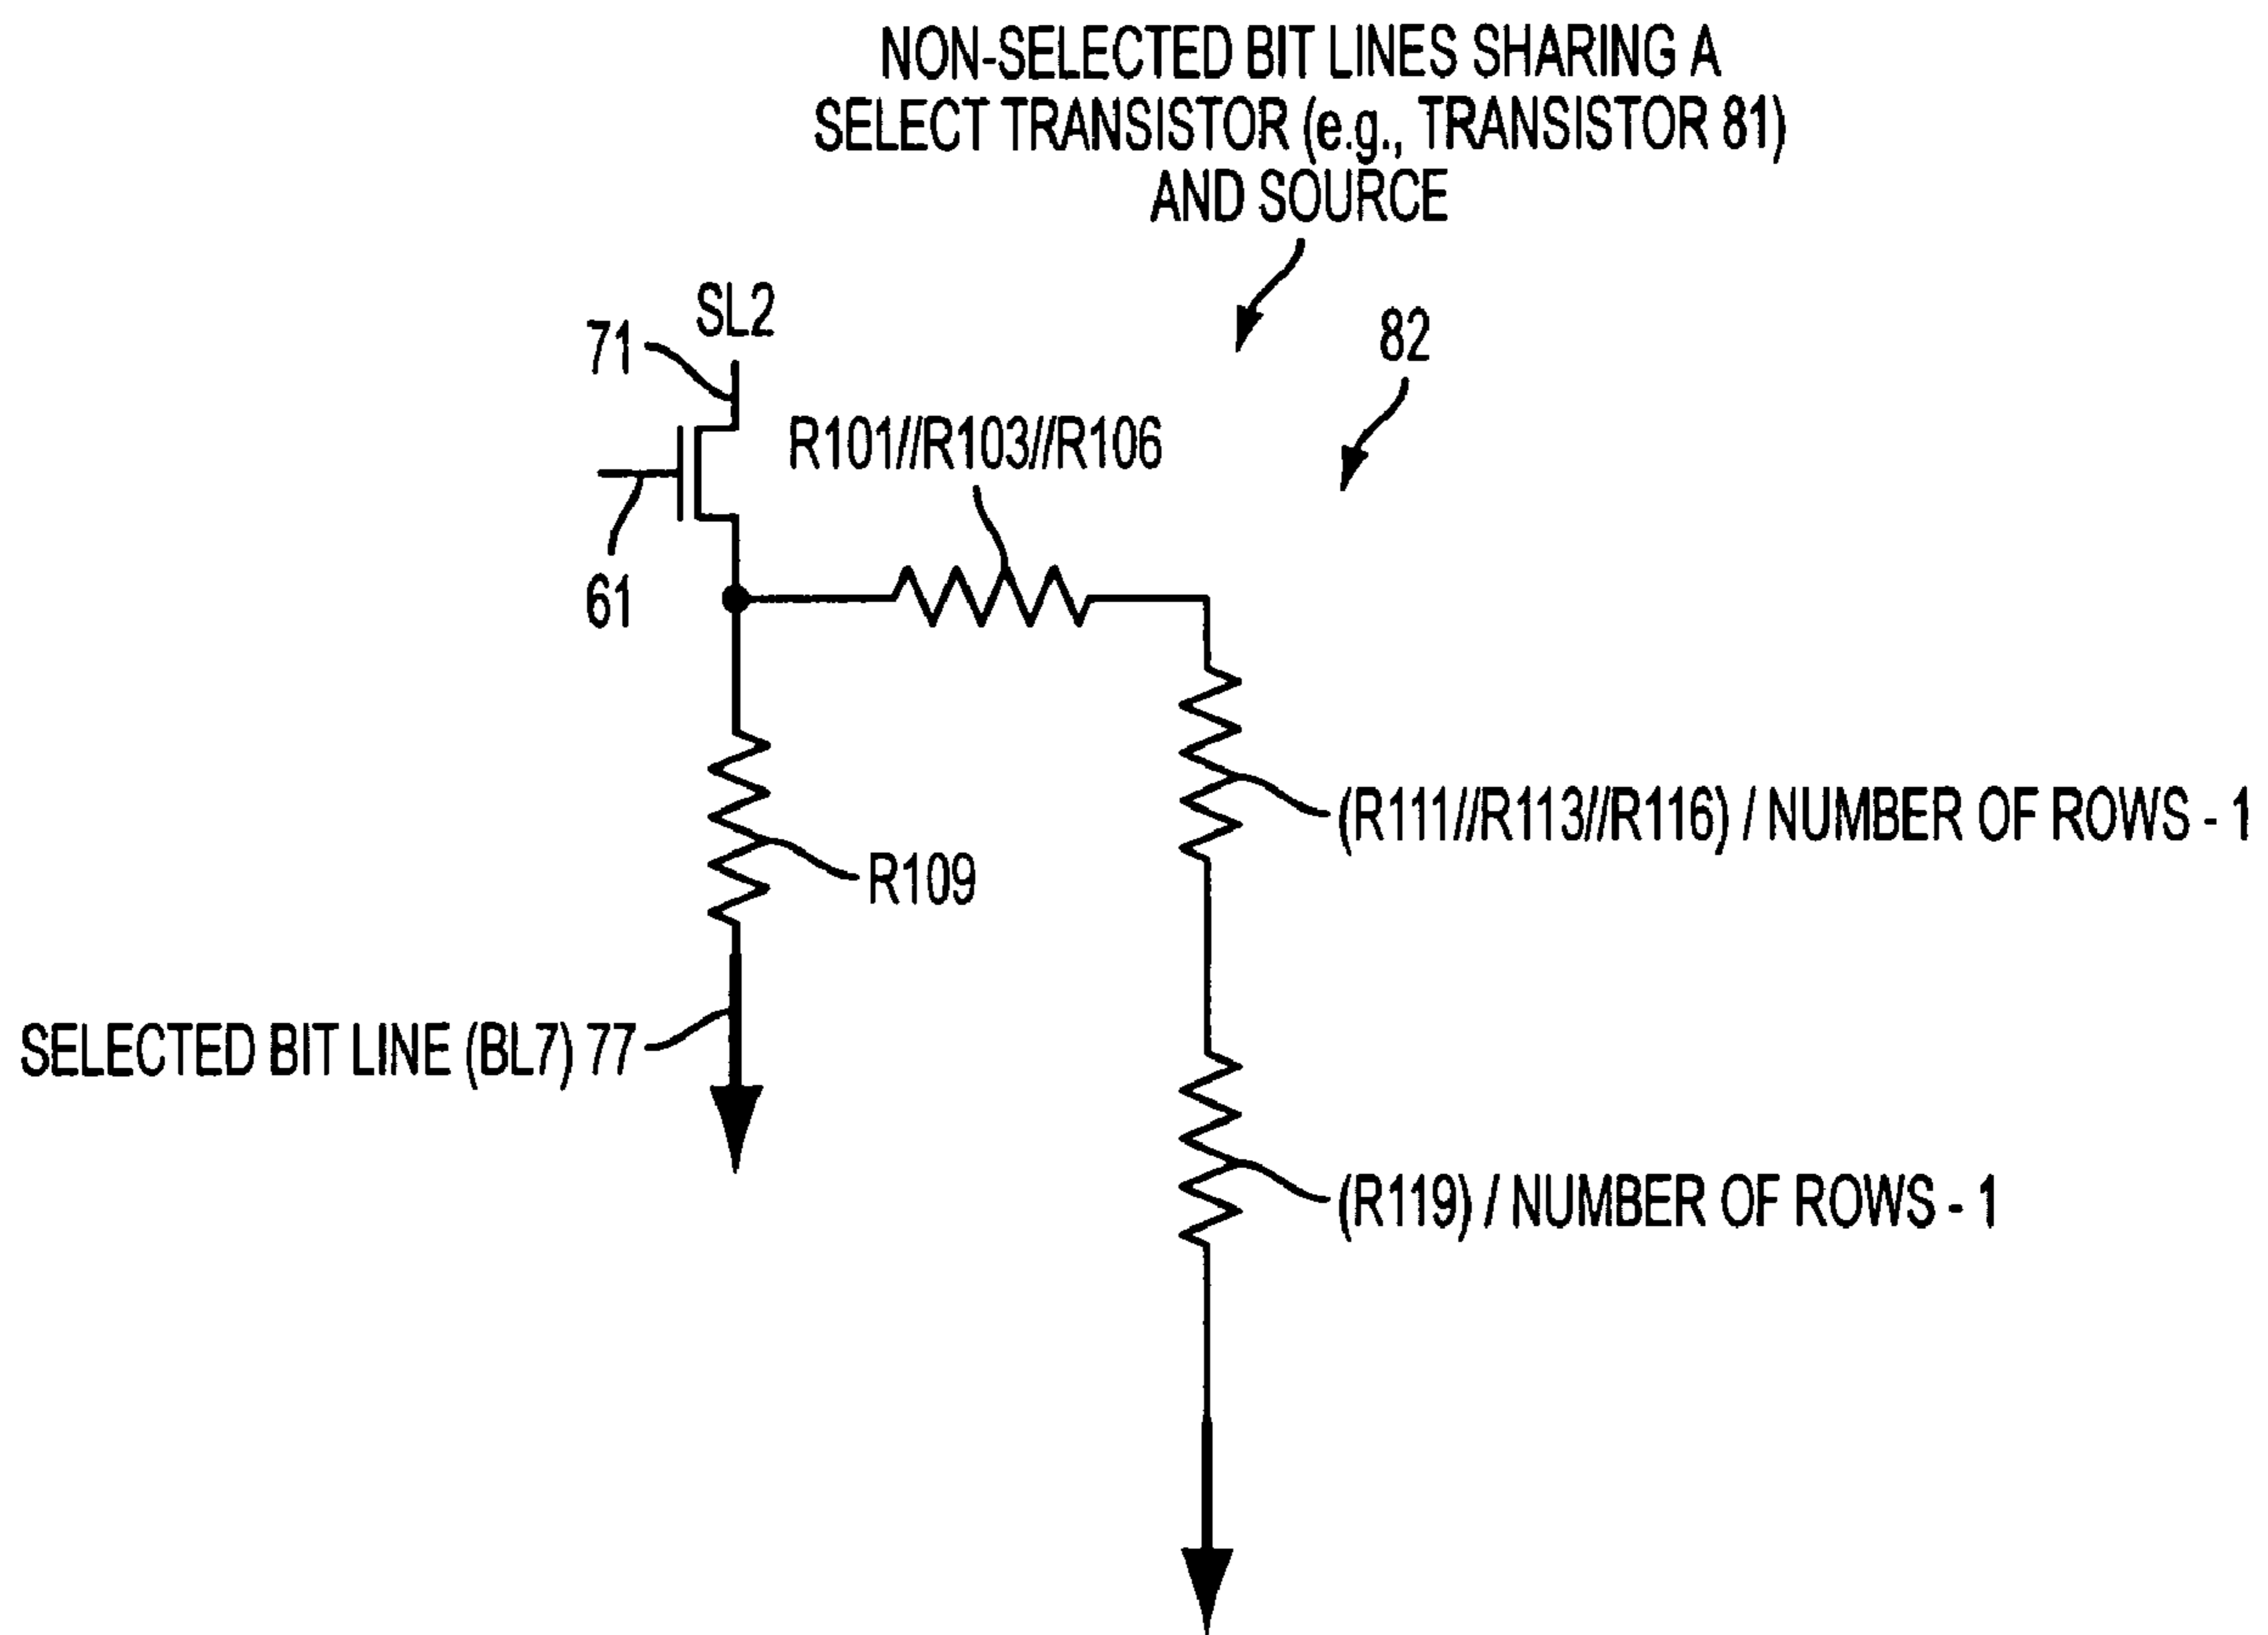 NON-SELECTED BIT LINES SHARING A
SELECT TRANSISTOR (e.g., TRANSISTOR 81)
AND SOURCE
SL2
71
82
R101//R103//R106
61
(R111//R113//R116) / NUMBER OF ROWS - 1
R109
SELECTED BIT LINE (BL7) 77
(R119) / NUMBER OF ROWS - 1